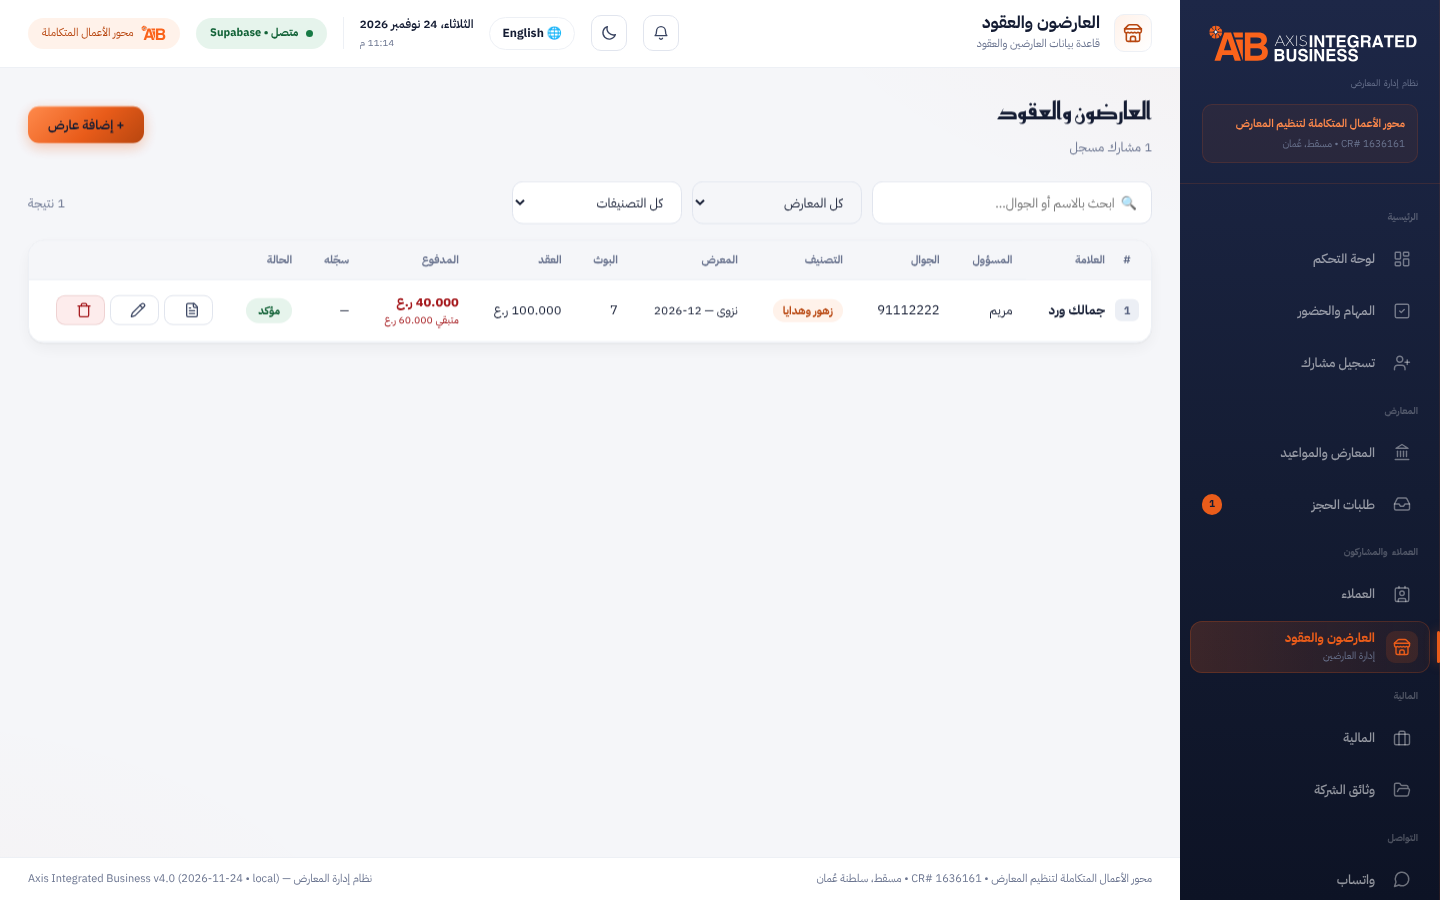 AiB AXISINTEGRATED
BUSINESS
نظام إدارة المعارض
محور الأعمال المتكاملة لتنظيم المعارض
CR# 1636161 • مسقط، عُمان
الرئيسية
لوحة التحكم
المهام والحضور
تسجيل مشارك
المعارض
المعارض والمواعيد
طلبات الحجز 1
العملاء والمشاركون
العملاء
العارضون والعقود
إدارة العارضين
المالية
المالية
وثائق الشركة
التواصل
واتساب
العارضون والعقود
قاعدة بيانات العارضين والعقود
🌐 English
الثلاثاء، 24 نوفمبر 2026
11:14 م
متصل • Supabase
AiB محور الأعمال المتكاملة
العارضون والعقود
1 مشارك مسجل
+ إضافة عارض
🔍 ابحث بالاسم أو الجوال...
كل المعارض
كل التصنيفات
1 نتيجة
# العلامة المسؤول الجوال التصنيف المعرض البوث العقد المدفوع سجّله الحالة
1 جمالك ورد مريم 91112222 زهور وهدايا نزوى — 12-2026 7 100.000 ر.ع 40.000 ر.ع — مؤكد
متبقي 60.000 ر.ع
محور الأعمال المتكاملة لتنظيم المعارض • CR# 1636161 • مسقط، سلطنة عُمان
نظام إدارة المعارض — Axis Integrated Business v4.0 (2026-11-24 • local)